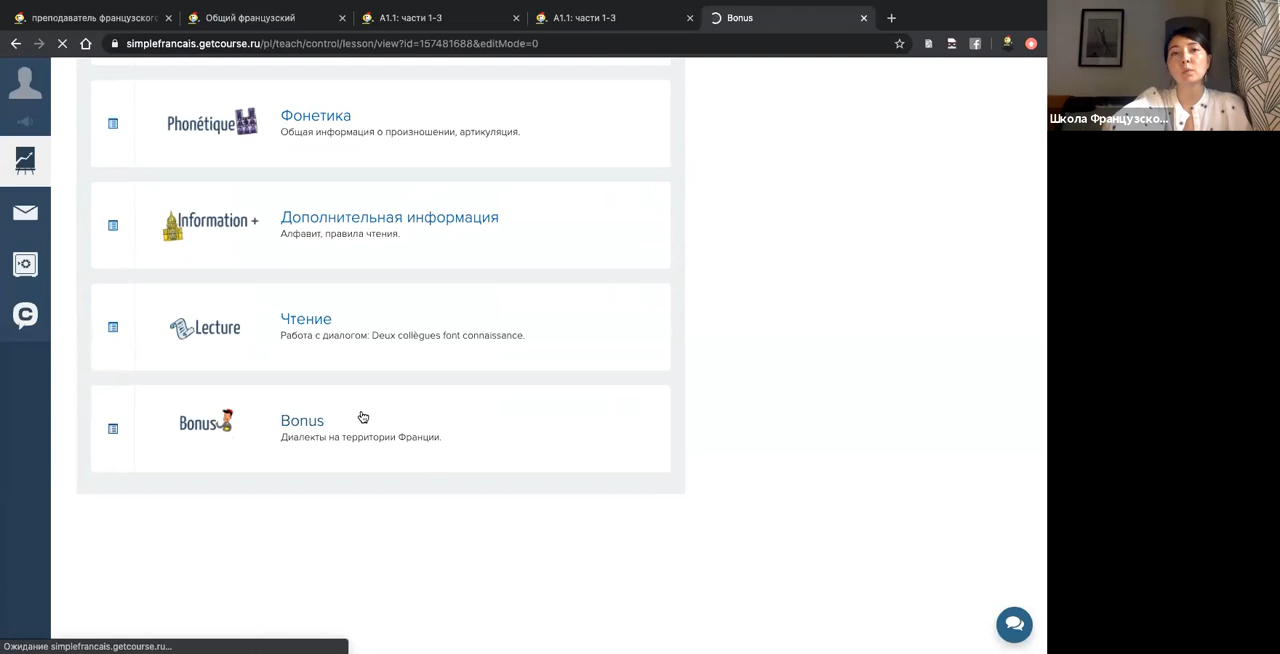 преподаватель французского
Общий французский
A1.1: части 1-3
A1.1: части 1-3
Bonus
simplefrancais.getcourse.ru/pl/teach/control/lesson/view?id=157481688&editMode=0
Школа Французско...
Phonétique
Фонетика
Общая информация о произношении, артикуляция.
Information +
Дополнительная информация
Алфавит, правила чтения.
Lecture
Чтение
Работа с диалогом: Deux collègues font connaissance.
Bonus
Bonus
Диалекты на территории Франции.
Ожидание simplefrancais.getcourse.ru...